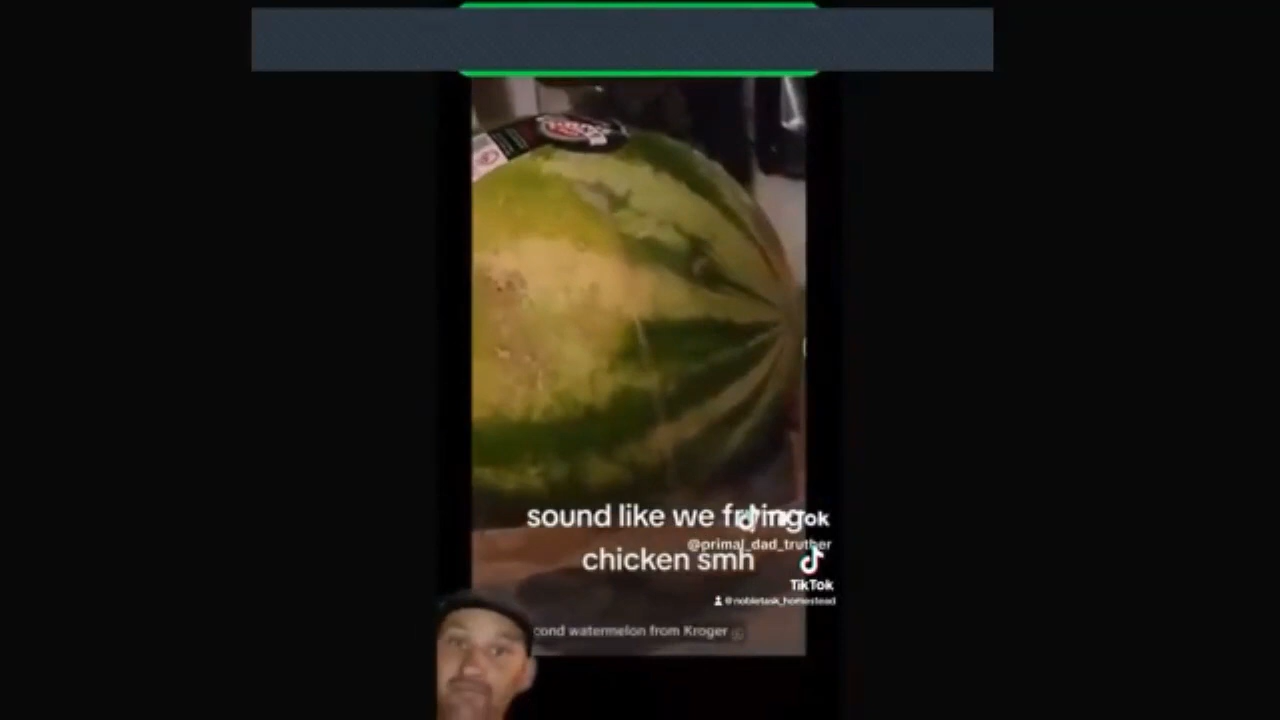 sound like we frying
TikTok
@primal_dad_truther
chicken smh
TikTok
@nobletask_homestead
cond watermelon from Kroger